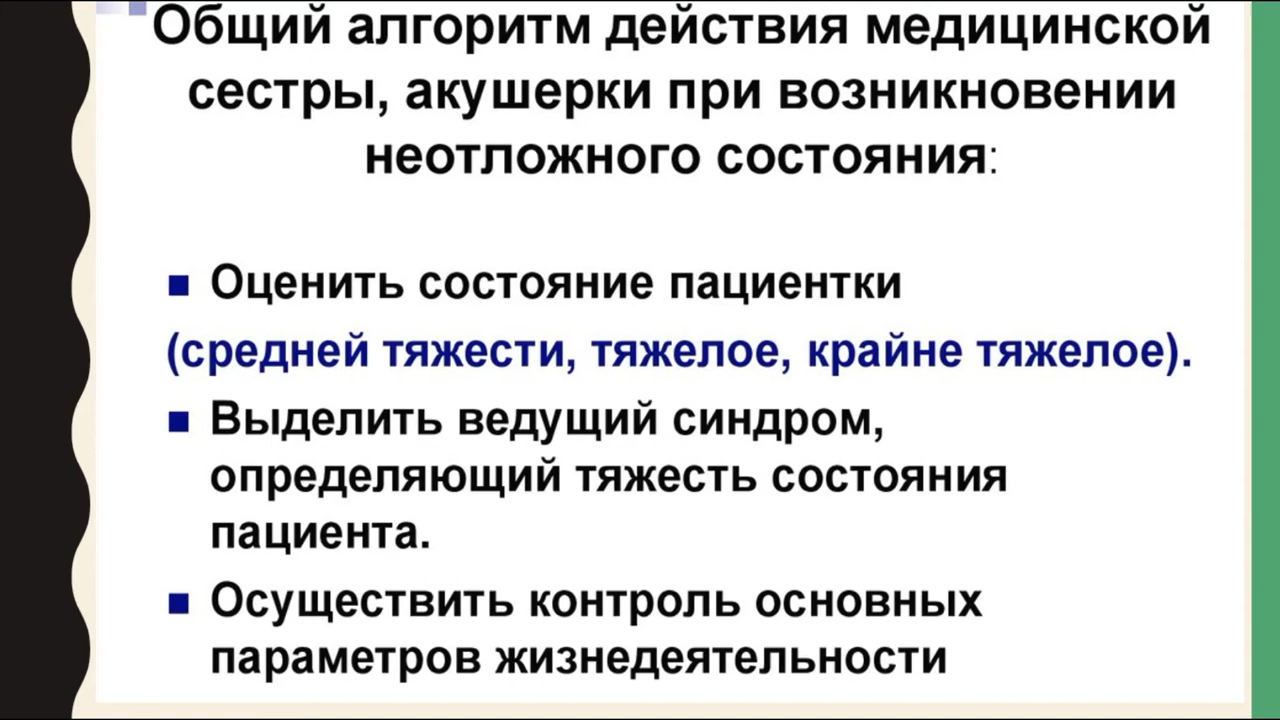 Общий алгоритм действия медицинской
сестры, акушерки при возникновении
неотложного состояния:
Оценить состояние пациентки
(средней тяжести, тяжелое, крайне тяжелое).
Выделить ведущий синдром,
определяющий тяжесть состояния
пациента.
Осуществить контроль основных
параметров жизнедеятельности